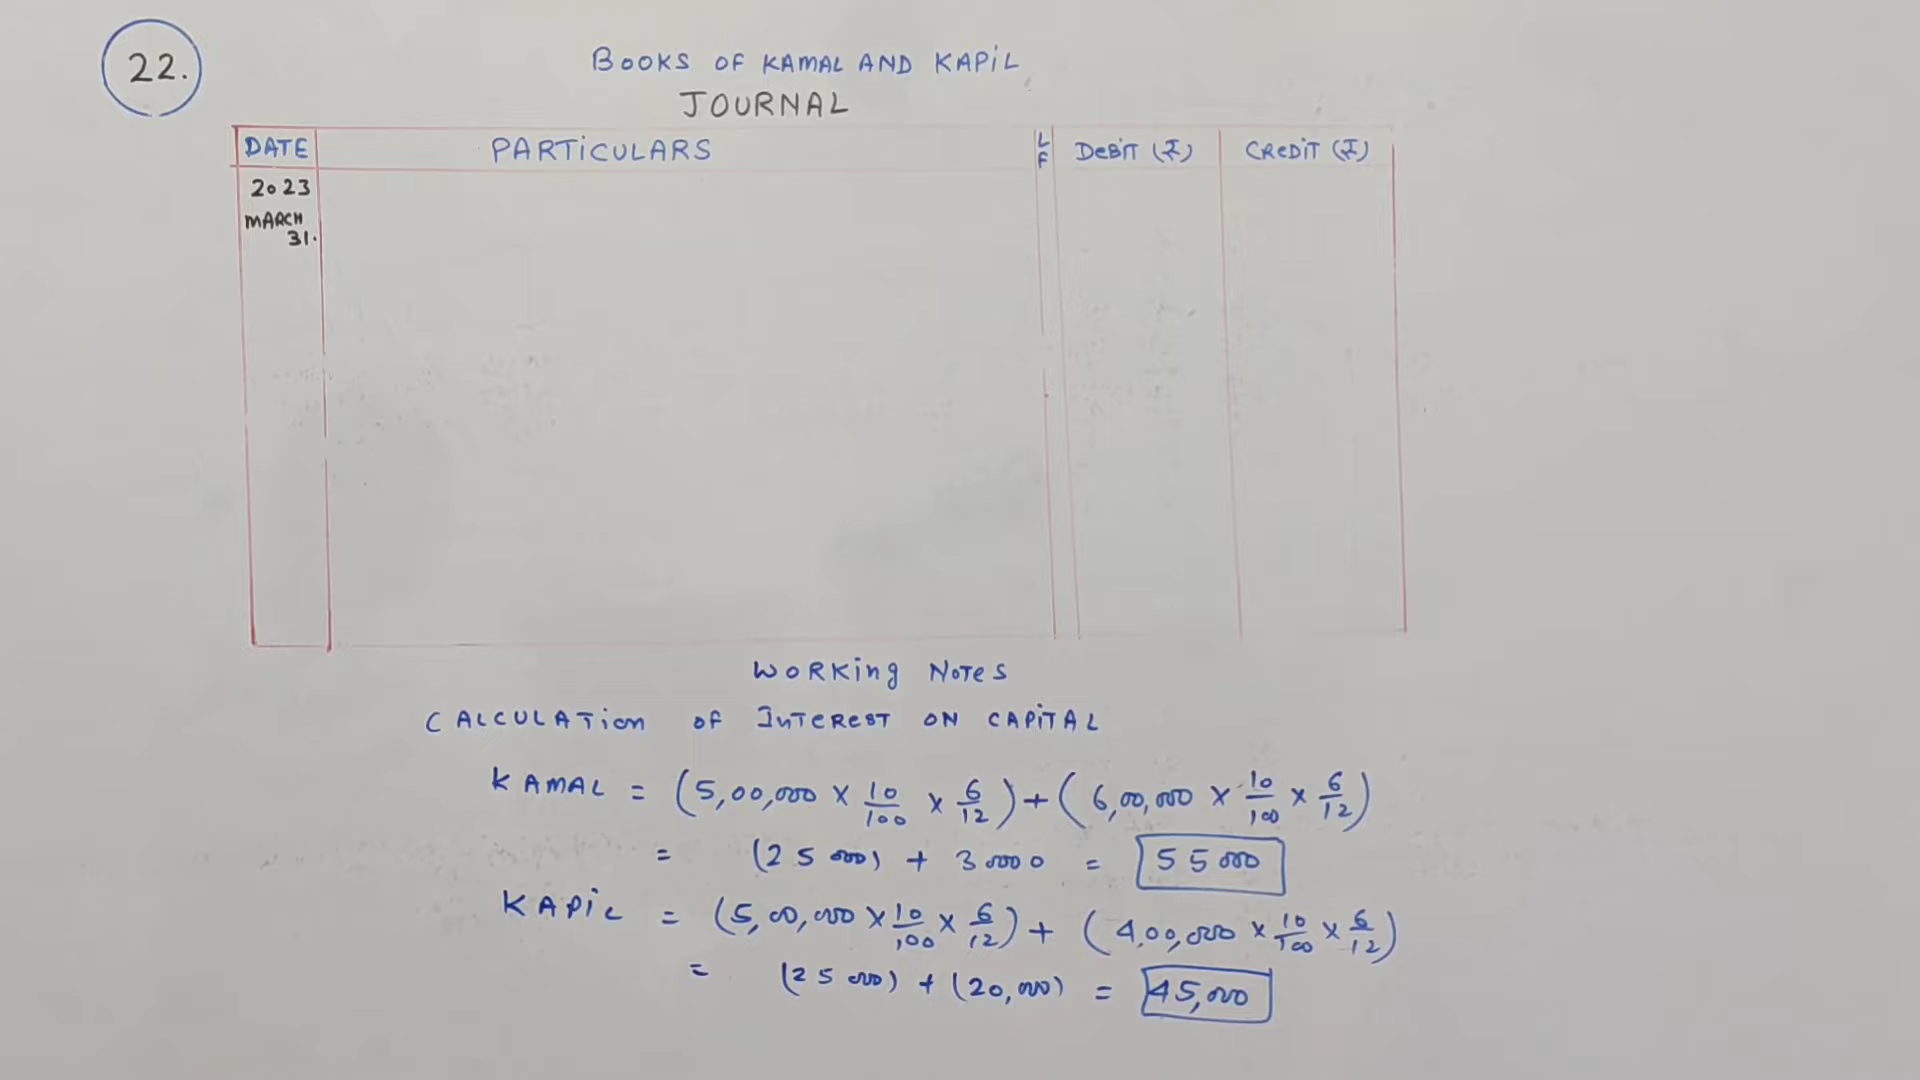 22.
BOOKS OF KAMAL AND KAPiL
JOURNAL
DATE PARTiCULARS LF DEBiT (₹) CREDiT (₹)
2023
MARCH
31.
WORKing NOTES
CALCULATion OF InTEREST ON CAPiTAL
KAMAL = (5,00,000 × 10/100 × 6/12) + (6,00,000 × 10/100 × 6/12)
= (25000) + 30000 = 55000
KAPiL = (5,00,000 × 10/100 × 6/12) + (4,00,000 × 10/100 × 6/12)
= (25000) + (20,000) = 45,000